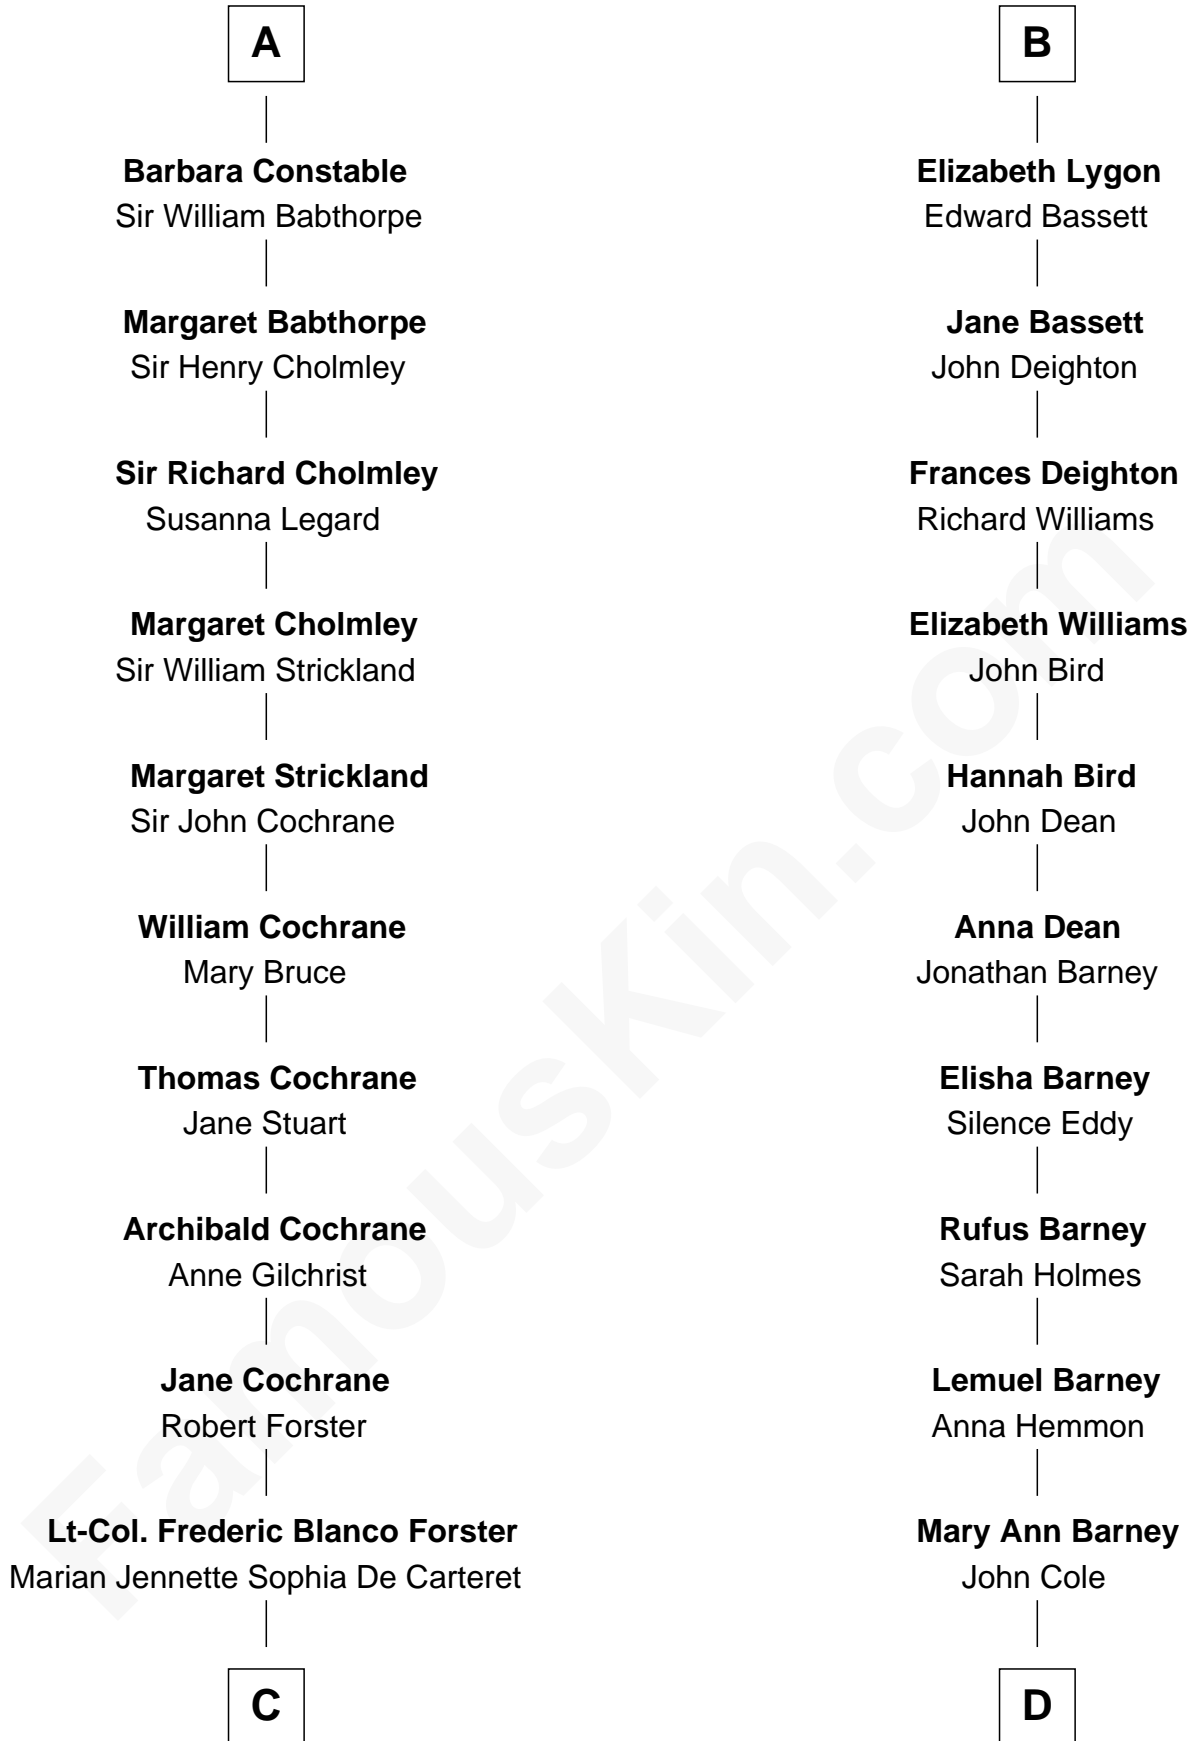 A
Barbara Constable
Sir William Babthorpe
Margaret Babthorpe
Sir Henry Cholmley
Sir Richard Cholmley
Susanna Legard
Margaret Cholmley
Sir William Strickland
Margaret Strickland
Sir John Cochrane
William Cochrane
Mary Bruce
Thomas Cochrane
Jane Stuart
Archibald Cochrane
Anne Gilchrist
Jane Cochrane
Robert Forster
Lt-Col. Frederic Blanco Forster
Marian Jennette Sophia De Carteret
C
B
Elizabeth Lygon
Edward Bassett
Jane Bassett
John Deighton
Frances Deighton
Richard Williams
Elizabeth Williams
John Bird
Hannah Bird
John Dean
Anna Dean
Jonathan Barney
Elisha Barney
Silence Eddy
Rufus Barney
Sarah Holmes
Lemuel Barney
Anna Hemmon
Mary Ann Barney
John Cole
D
FamousKin.com